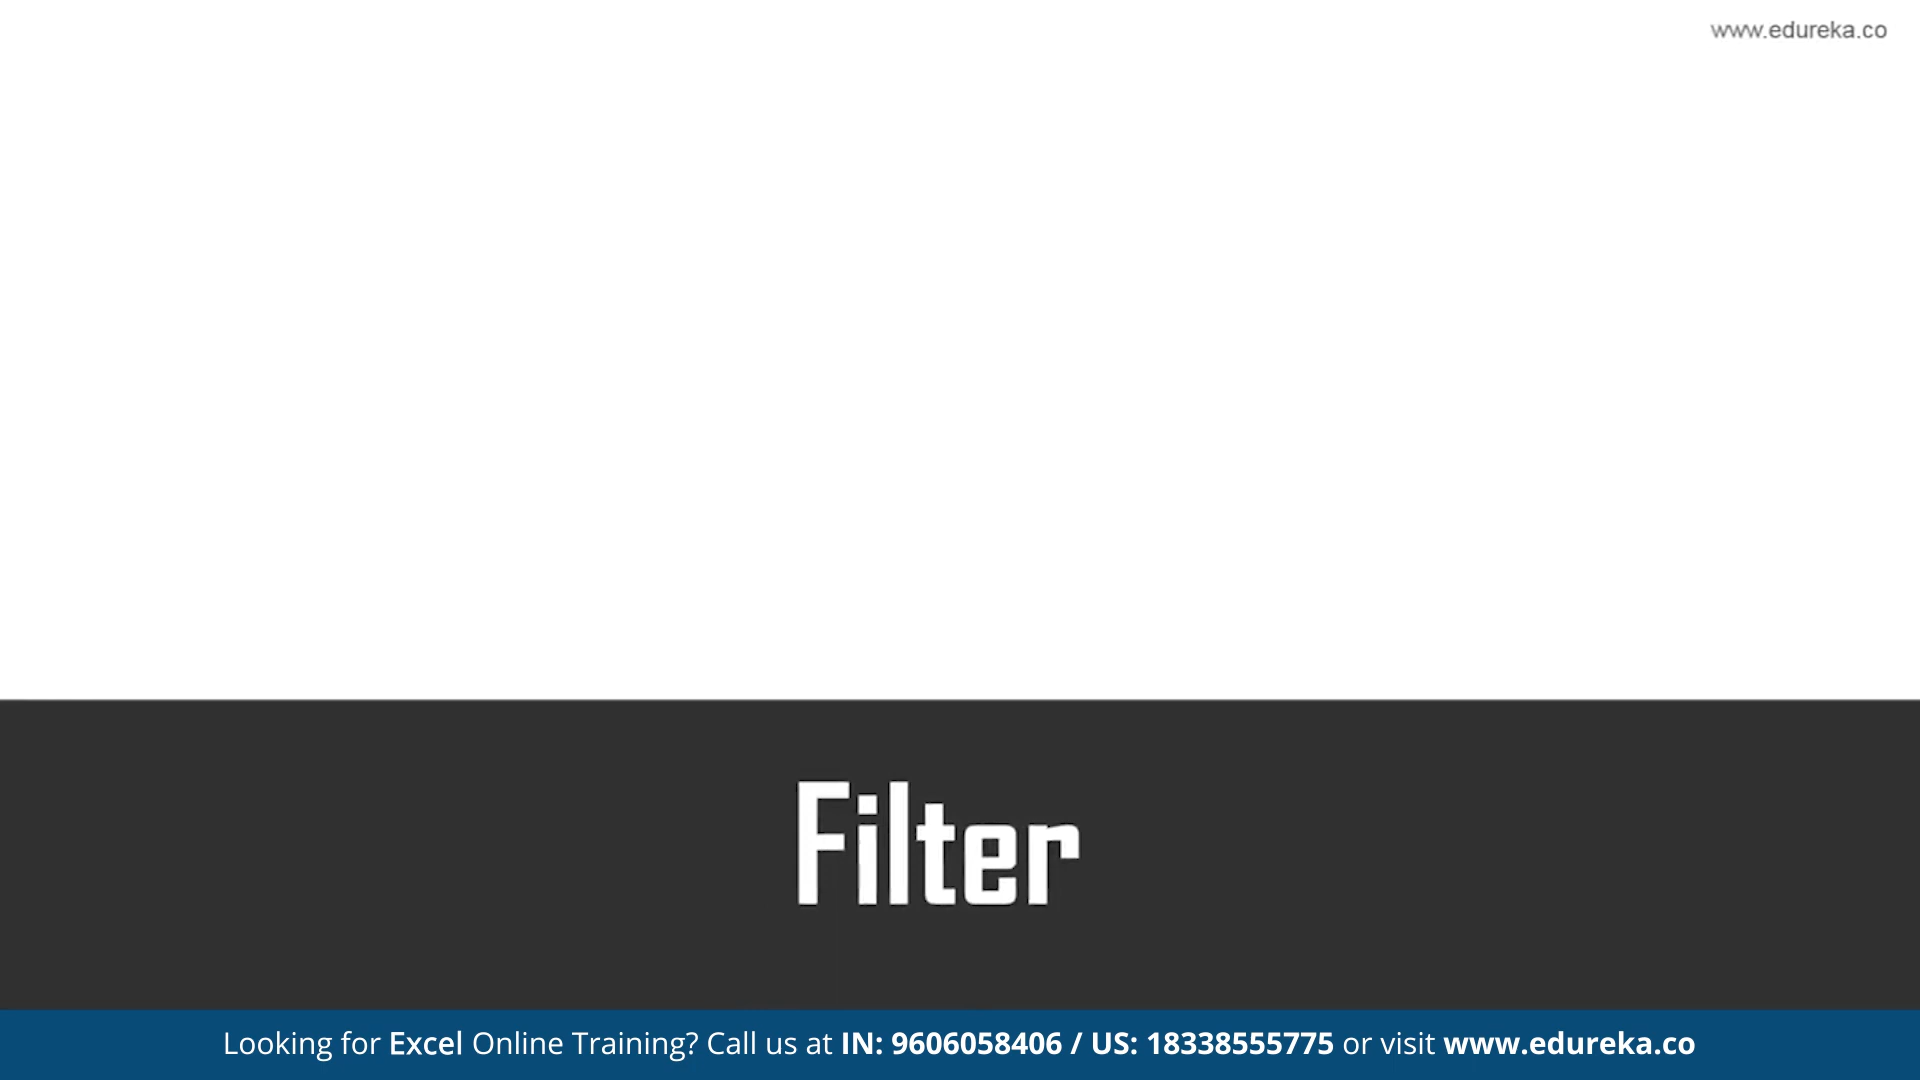 www.edureka.co
Filter
Looking for Excel Online Training? Call us at IN: 9606058406 / US: 18338555775 or visit www.edureka.co